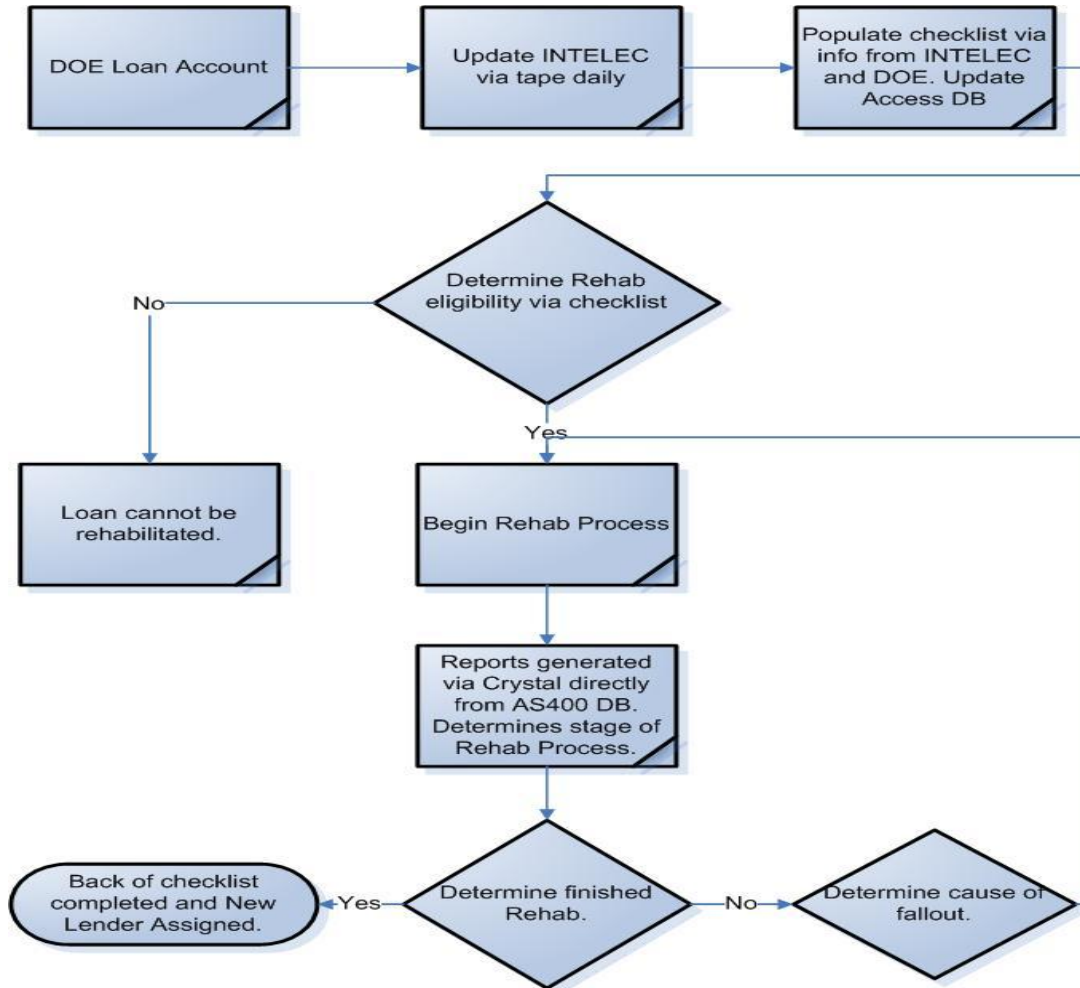 DOE Loan Account
Update INTELEC
via tape daily
Populate checklist via
info from INTELEC
and DOE. Update
Access DB
Determine Rehab
eligibility via checklist
No
Yes
Loan cannot be
rehabilitated.
Begin Rehab Process
Reports generated
via Crystal directly
from AS400 DB.
Determines stage of
Rehab Process.
Back of checklist
completed and New
Lender Assigned.
Yes
Determine finished
Rehab.
No
Determine cause of
fallout.